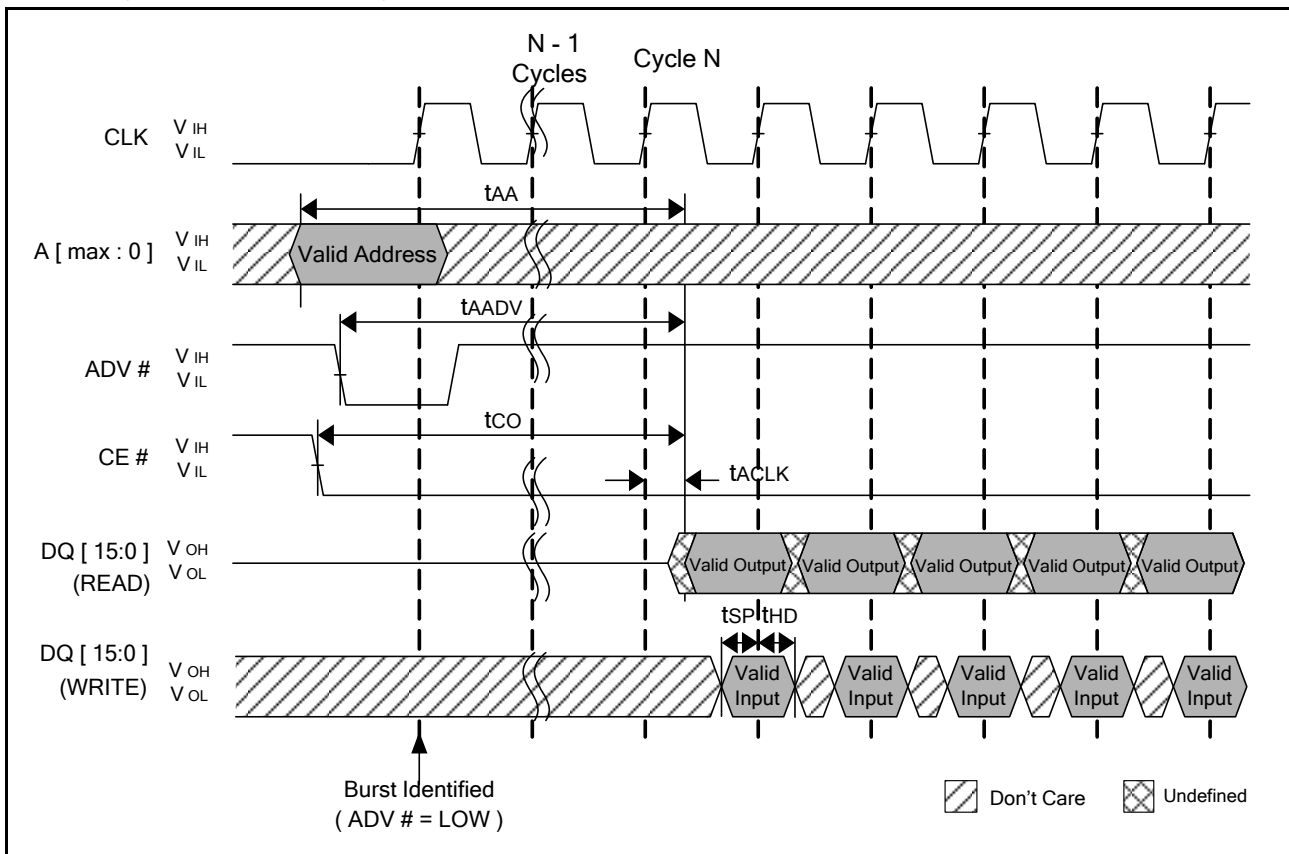 N - 1
Cycles
Cycle N
CLK
V IH
V IL
tAA
A [ max : 0 ]
V IH
V IL
Valid Address
tAADV
ADV #
V IH
V IL
tCO
CE #
V IH
V IL
tACLK
DQ [ 15:0 ]
(READ)
V OH
V OL
Valid Output Valid Output Valid Output Valid Output Valid Output
tSP tHD
DQ [ 15:0 ]
(WRITE)
V OH
V OL
Valid Valid Valid Valid Valid
Input Input Input Input Input
Burst Identified
( ADV # = LOW )
Don't Care
Undefined